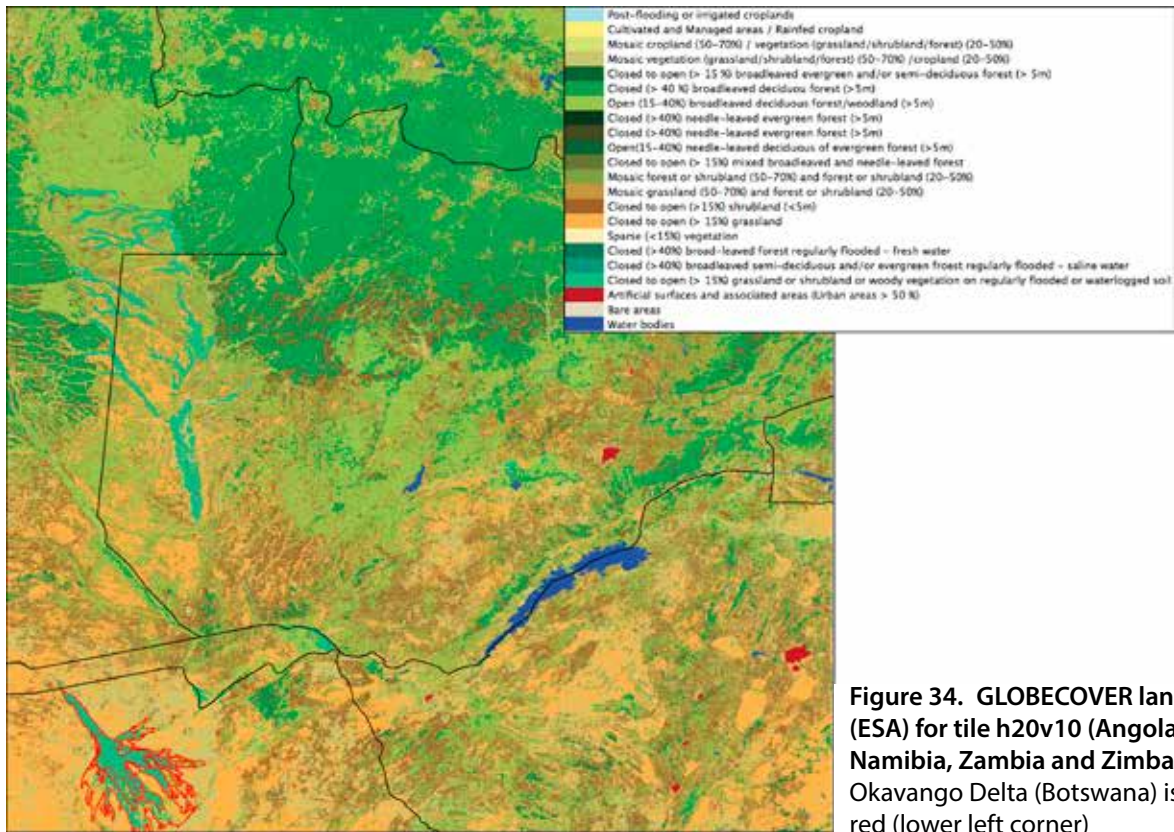 Post-flooding or irrigated croplands
Cultivated and Managed areas / Rainfed cropland
Mosaic cropland (50-70%) / vegetation (grassland/shrubland/forest) (20-50%)
Mosaic vegetation (grassland/shrubland/forest) (50-70%) /cropland (20-50%)
Closed to open (> 15 %) broadleaved evergreen and/or semi-deciduous forest (> 5m)
Closed (> 40 %) broadleaved deciduou forest (>5m)
Open (15-40%) broadleaved deciduous forest/woodland (>5m)
Closed (>40%) needle-leaved evergreen forest (>5m)
Closed (>40%) needle-leaved evergreen forest (>5m)
Open(15-40%) needle-leaved deciduous of evergreen forest (>5m)
Closed to open (> 15%) mixed broadleaved and needle-leaved forest
Mosaic forest or shrubland (50-70%) and forest or shrubland (20-50%)
Mosaic grassland (50-70%) and forest or shrubland (20-50%)
Closed to open (>15%) shrubland (<5m)
Closed to open (> 15%) grassland
Sparse (<15%) vegetation
Closed (>40%) broad-leaved forest regularly flooded - fresh water
Closed (>40%) broadleaved semi-deciduous and/or evergreen froest regularly flooded - saline water
Closed to open (> 15%) grassland or shrubland or woody vegetation on regularly flooded or waterlogged soil
Artificial surfaces and associated areas (Urban areas > 50 %)
Bare areas
Water bodies
Figure 34. GLOBECOVER lan
(ESA) for tile h20v10 (Angola
Namibia, Zambia and Zimba
Okavango Delta (Botswana) is
red (lower left corner)